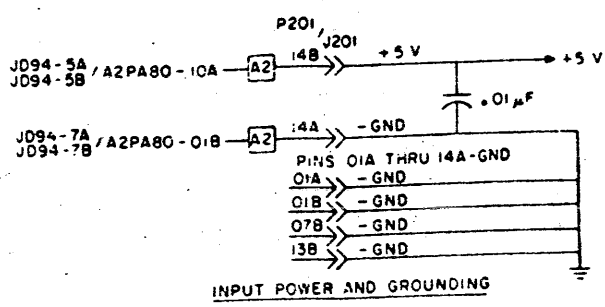 P201/J201
JD94-5A
JD94-5B / A2PA80-10A A2 14B +5 V +5 V
.01 µF
JD94-7A
JD94-7B / A2PA80-01B A2 14A -GND
PINS 01A THRU 14A-GND
01A -GND
01B -GND
07B -GND
13B -GND
INPUT POWER AND GROUNDING